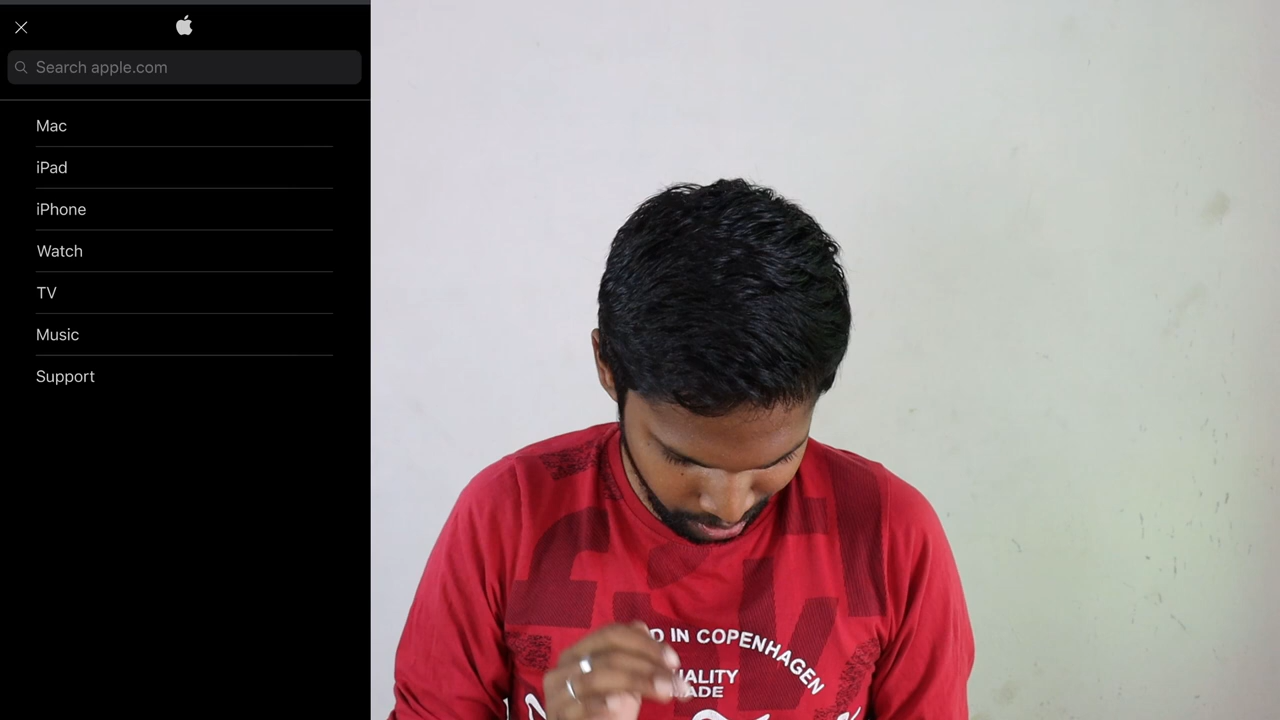 Search apple.com
Mac
iPad
iPhone
Watch
TV
Music
Support
IN COPENHAGEN